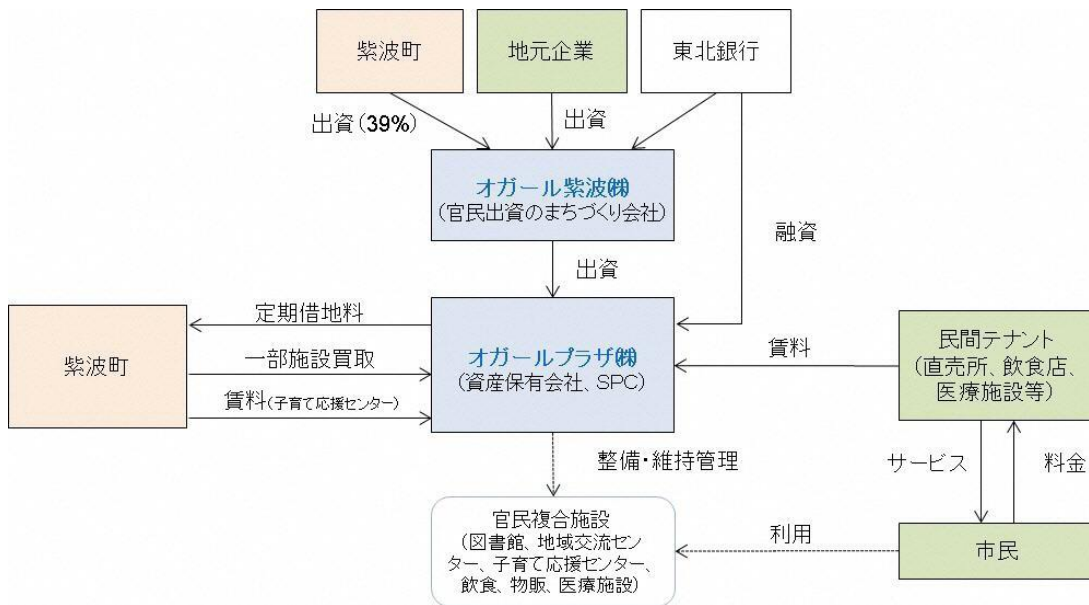 紫波町
地元企業
東北銀行
出資(39%)
出資
オガール紫波㈱
(官民出資のまちづくり会社)
融資
出資
定期借地料
紫波町
一部施設買取
賃料(子育て応援センター)
オガールプラザ㈱
(資産保有会社、SPC)
賃料
民間テナント
(直売所、飲食店、
医療施設等)
整備・維持管理
サービス
料金
官民複合施設
(図書館、地域交流セン
ター、子育て応援センター、
飲食、物販、医療施設)
利用
市民